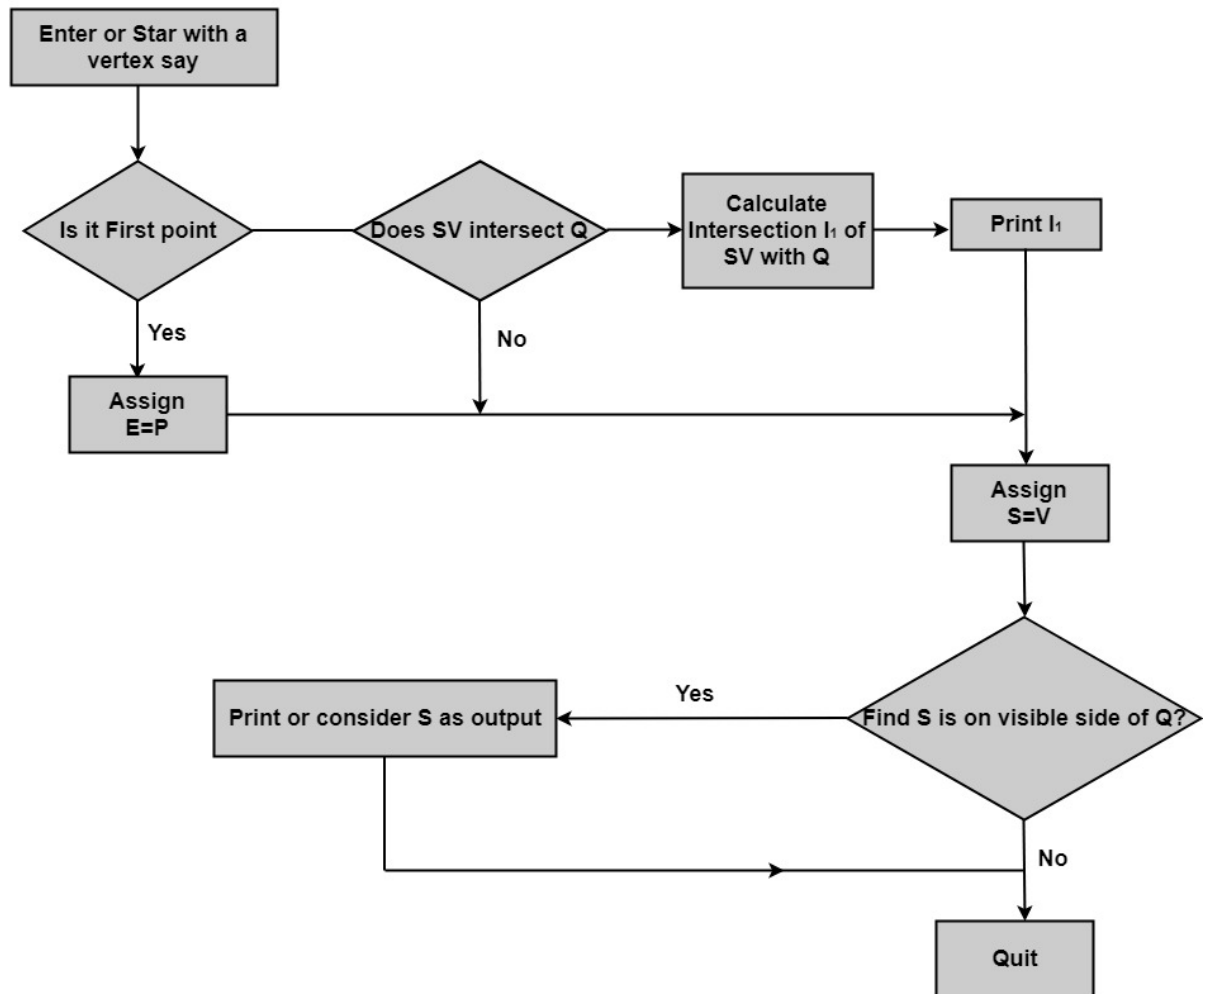 Enter or Star with a
vertex say
Is it First point
Does SV intersect Q
Calculate
Intersection I₁ of
SV with Q
Print I₁
Yes
No
Assign
E=P
Assign
S=V
Yes
Print or consider S as output
Find S is on visible side of Q?
No
Quit